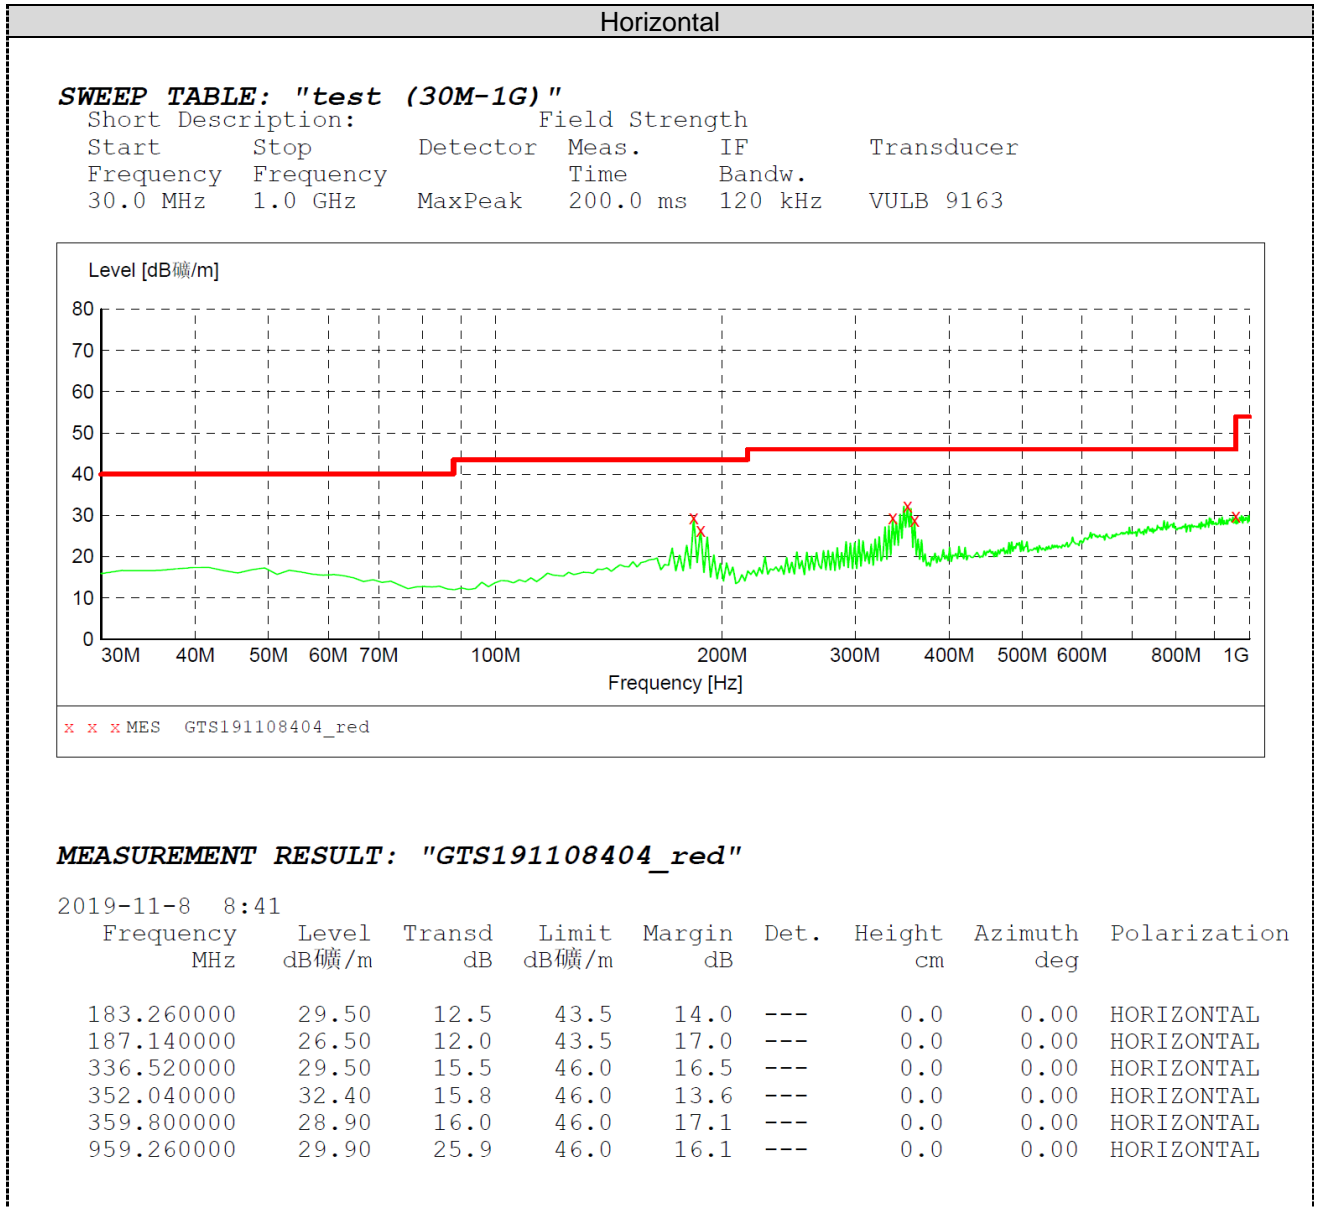 Horizontal
SWEEP TABLE: "test (30M-1G)"
Short Description: Field Strength
Start Stop Detector Meas. IF Transducer
Frequency Frequency Time Bandw.
30.0 MHz 1.0 GHz MaxPeak 200.0 ms 120 kHz VULB 9163
Level [dB礦/m]
80
70
60
50
40
30
20
10
0
30M 40M 50M 60M 70M 100M 200M 300M 400M 500M 600M 800M 1G
Frequency [Hz]
x x x MES GTS191108404_red
MEASUREMENT RESULT: "GTS191108404_red"
2019-11-8 8:41
Frequency Level Transd Limit Margin Det. Height Azimuth Polarization
MHz dB礦/m dB dB礦/m dB cm deg
183.260000 29.50 12.5 43.5 14.0 --- 0.0 0.00 HORIZONTAL
187.140000 26.50 12.0 43.5 17.0 --- 0.0 0.00 HORIZONTAL
336.520000 29.50 15.5 46.0 16.5 --- 0.0 0.00 HORIZONTAL
352.040000 32.40 15.8 46.0 13.6 --- 0.0 0.00 HORIZONTAL
359.800000 28.90 16.0 46.0 17.1 --- 0.0 0.00 HORIZONTAL
959.260000 29.90 25.9 46.0 16.1 --- 0.0 0.00 HORIZONTAL